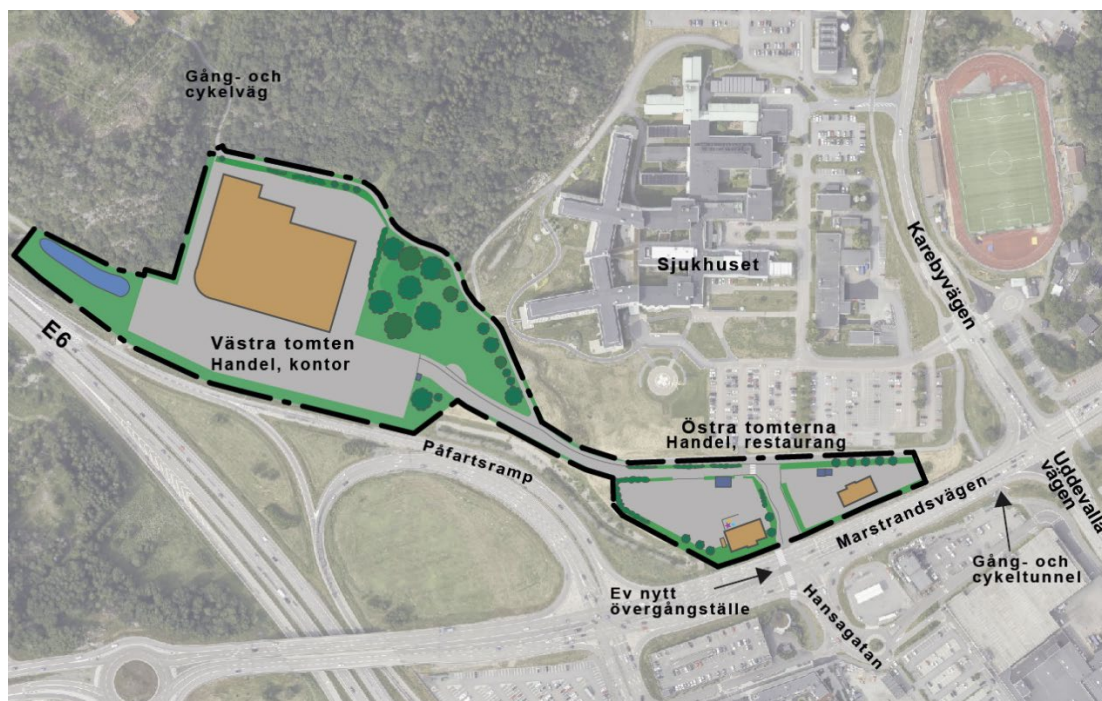 Gång- och
cykelväg
Sjukhuset
Karebyvägen
E6
Västra tomten
Handel, kontor
Påfartsramp
Östra tomterna
Handel, restaurang
Marstrandsvägen
Uddevalla
vägen
Ev nytt
övergångställe
Hansagatan
Gång- och
cykeltunnel